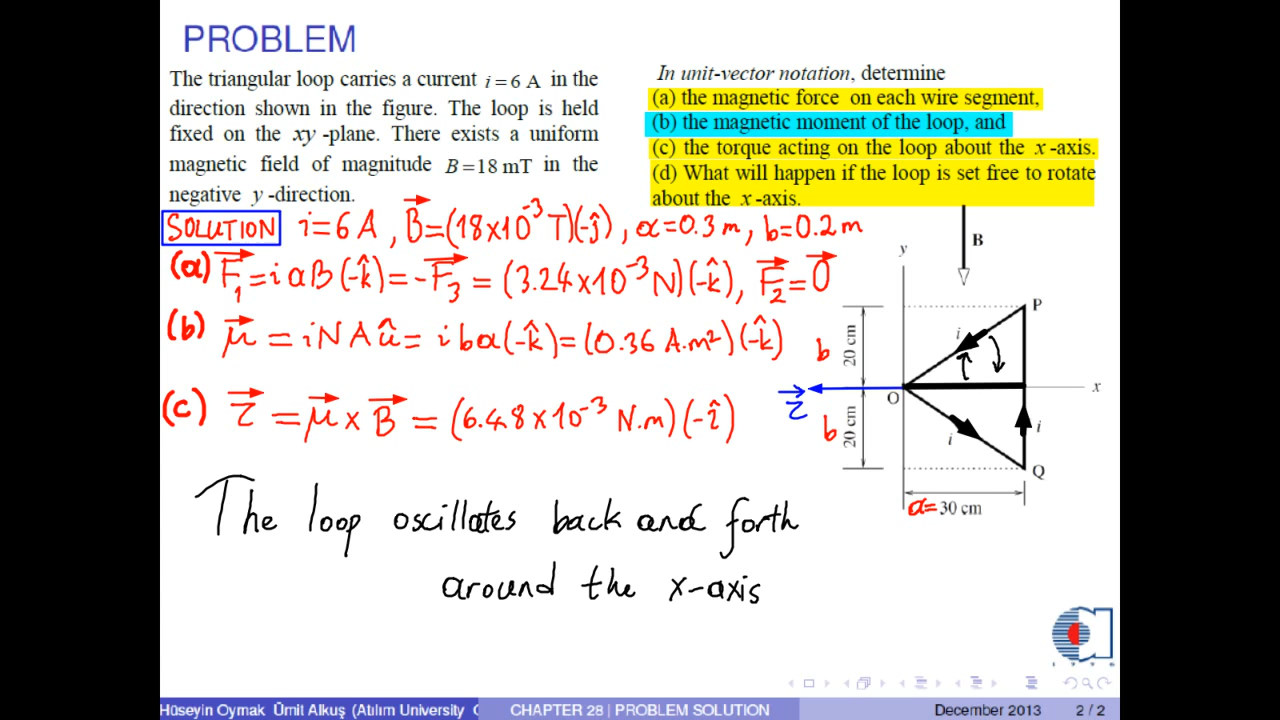 PROBLEM
The triangular loop carries a current i = 6 A in the
direction shown in the figure. The loop is held
fixed on the xy -plane. There exists a uniform
magnetic field of magnitude B = 18 mT in the
negative y -direction.
In unit-vector notation, determine
(a) the magnetic force on each wire segment,
(b) the magnetic moment of the loop, and
(c) the torque acting on the loop about the x -axis.
(d) What will happen if the loop is set free to rotate
about the x -axis.
SOLUTION i=6 A , B⃗=(18×10⁻³ T)(-ĵ) , a=0.3 m , b=0.2 m
(a) F⃗₁=i a B (-k̂)=-F⃗₃ = (3.24×10⁻³ N)(-k̂), F⃗₂=0⃗
(b) μ⃗ = i N A û = i b a (-k̂) = (0.36 A.m²)(-k̂)
(c) τ⃗ = μ⃗ × B⃗ = (6.48×10⁻³ N.m)(-î)
The loop oscillates back and forth
around the x-axis
y
B
P
b 20 cm
i
τ⃗
O
x
b 20 cm
i
i
Q
a= 30 cm
1 9 9 6
Hüseyin Oymak Ümit Alkuş (Atılım University
CHAPTER 28 | PROBLEM SOLUTION
December 2013 2 / 2